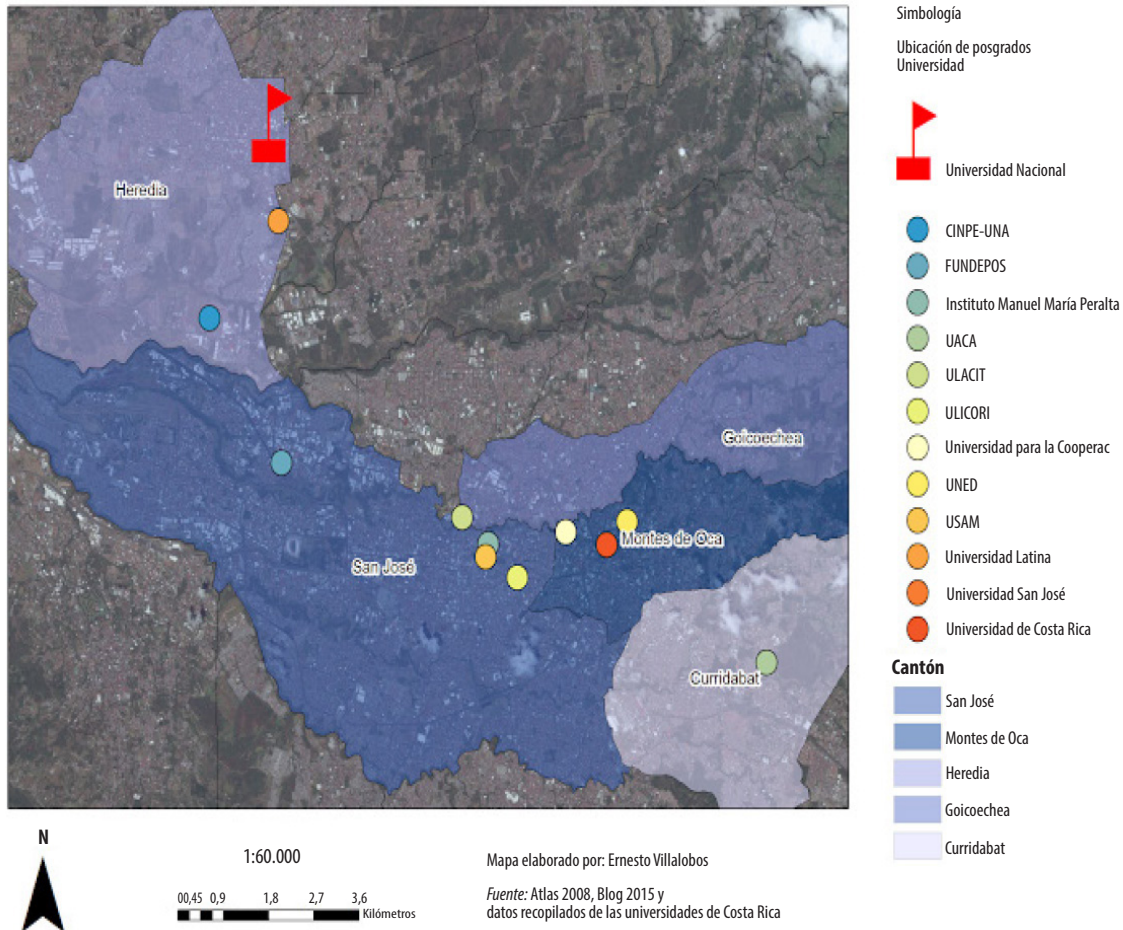 Simbología
Ubicación de posgrados
Universidad
Universidad Nacional
CINPE-UNA
FUNDEPOS
Instituto Manuel María Peralta
UACA
ULACIT
ULICORI
Universidad para la Cooperac
UNED
USAM
Universidad Latina
Universidad San José
Universidad de Costa Rica
Cantón
San José
Montes de Oca
Heredia
Goicoechea
Curridabat
Heredia
Goicoechea
Montes de Oca
San José
Curridabat
N
1:60.000
00,45 0,9 1,8 2,7 3,6
Kilómetros
Mapa elaborado por: Ernesto Villalobos
Fuente: Atlas 2008, Blog 2015 y
datos recopilados de las universidades de Costa Rica